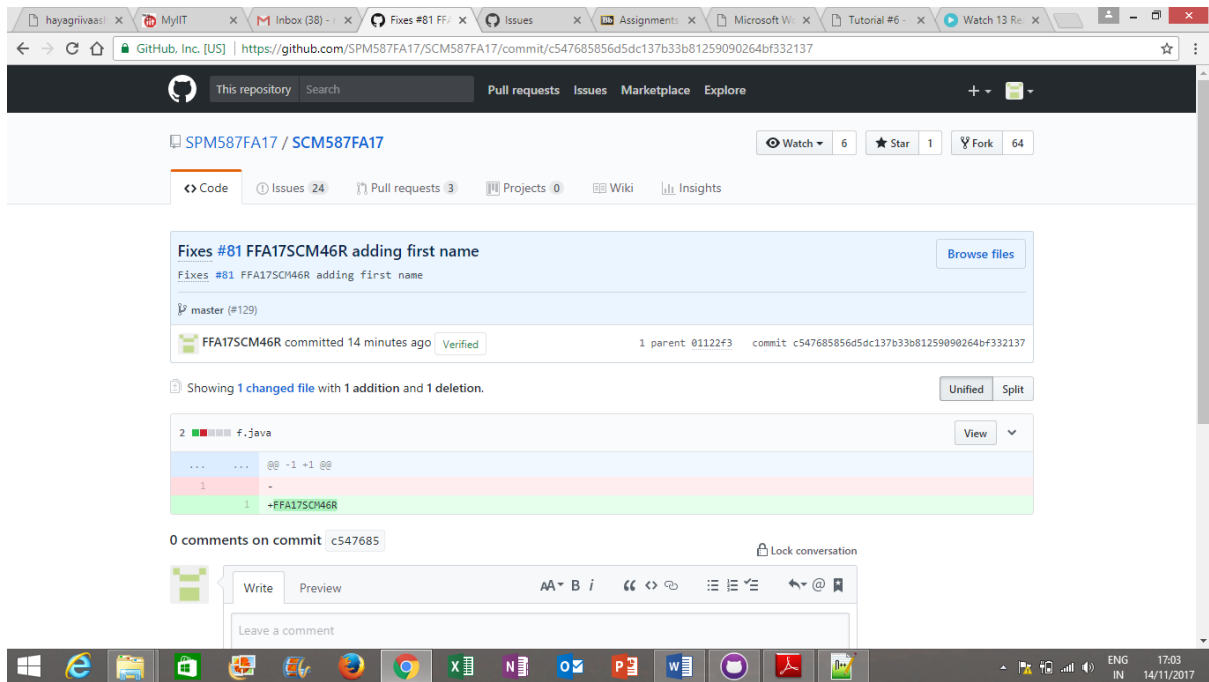 hayagriivaasl
MyIIT
Inbox (38) -
Fixes #81 FF
Issues
Assignments
Microsoft Wo
Tutorial #6 -
Watch 13 Re
GitHub, Inc. [US] https://github.com/SPM587FA17/SCM587FA17/commit/c547685856d5dc137b33b81259090264bf332137
This repository Search Pull requests Issues Marketplace Explore
SPM587FA17 / SCM587FA17 Watch 6 Star 1 Fork 64
Code Issues 24 Pull requests 3 Projects 0 Wiki Insights
Fixes #81 FFA17SCM46R adding first name Browse files
Fixes #81 FFA17SCM46R adding first name
master (#129)
FFA17SCM46R committed 14 minutes ago Verified 1 parent 01122f3 commit c547685856d5dc137b33b81259090264bf332137
Showing 1 changed file with 1 addition and 1 deletion. Unified Split
2 f.java View
... ... @@ -1 +1 @@
1 -
1 +FFA17SCM46R
0 comments on commit c547685 Lock conversation
Write Preview AA B i
Leave a comment
ENG 17:03
IN 14/11/2017